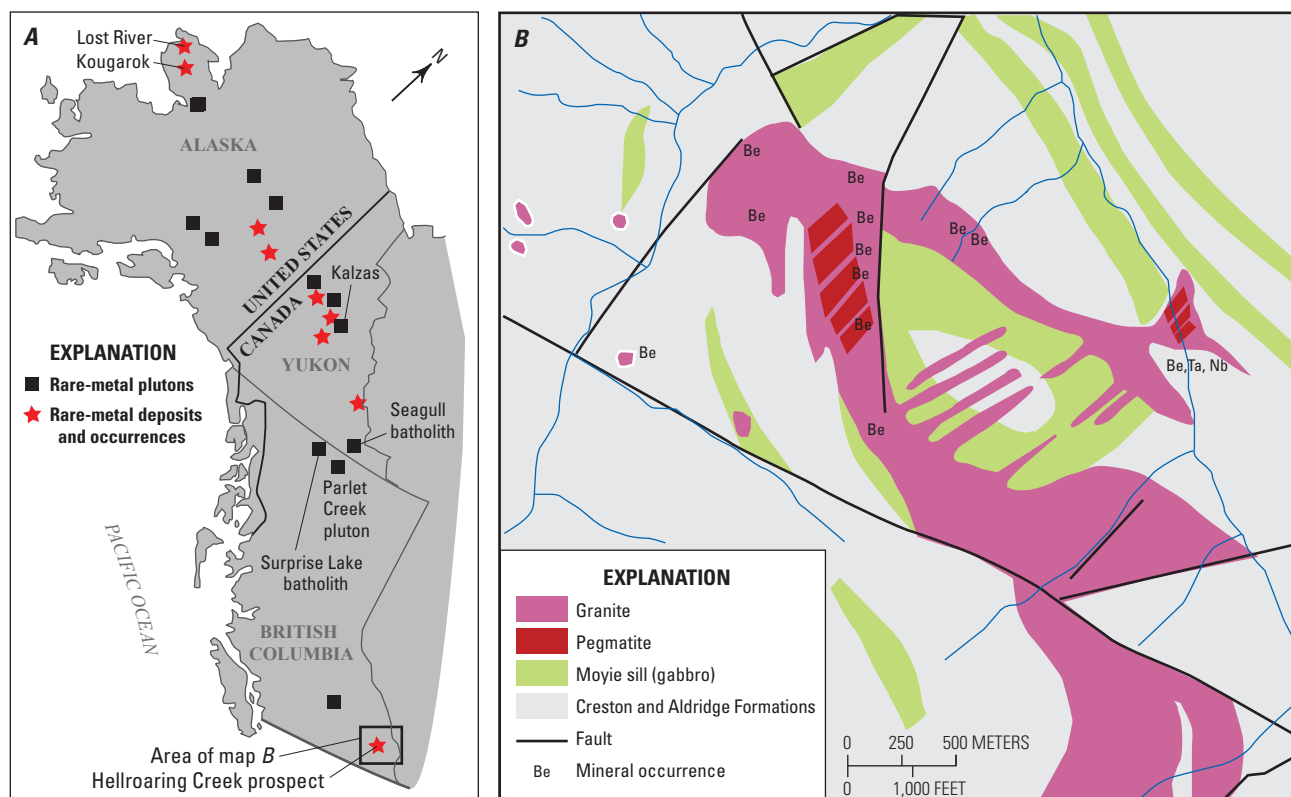 A
Lost River
Kougarok
N
ALASKA
UNITED STATES
CANADA
Kalzas
YUKON
EXPLANATION
Rare-metal plutons
Rare-metal deposits
and occurrences
Seagull
batholith
Parlet
Creek
pluton
Surprise Lake
batholith
PACIFIC OCEAN
BRITISH
COLUMBIA
Area of map B
Hellroaring Creek prospect
B
Be
Be
Be
Be
Be
Be
Be
Be
Be
Be
Be
Be,Ta, Nb
Be
EXPLANATION
Granite
Pegmatite
Moyie sill (gabbro)
Creston and Aldridge Formations
Fault
Be Mineral occurrence
0 250 500 METERS
0 1,000 FEET